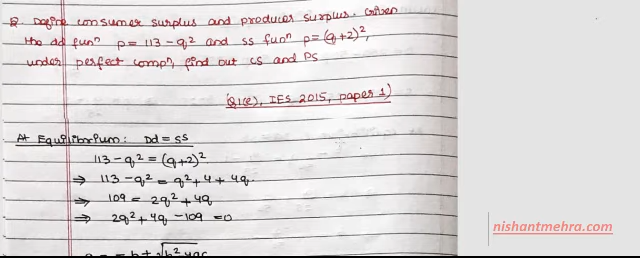 Q Define consumer surplus and producer surplus. Given
the dd funⁿ p = 113 - q² and ss funⁿ p = (q+2)²,
under perfect compⁿ, find out CS and PS
(Q1(e), IES 2015, paper 1)
At Equilibrium: Dd = SS
113 - q² = (q+2)²
⇒ 113 - q² = q² + 4 + 4q
⇒ 109 = 2q² + 4q
⇒ 2q² + 4q - 109 = 0
nishantmehra.com